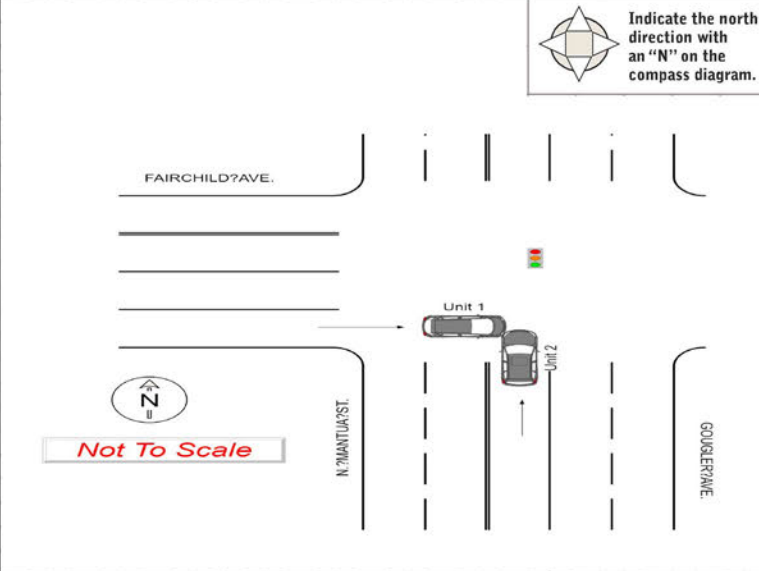 Indicate the north
direction with
an “N” on the
compass diagram.
FAIRCHILD?AVE.
Unit 1
Unit 2
N
Not To Scale
N.?MANTUA?ST.
GOUGLER?AVE.